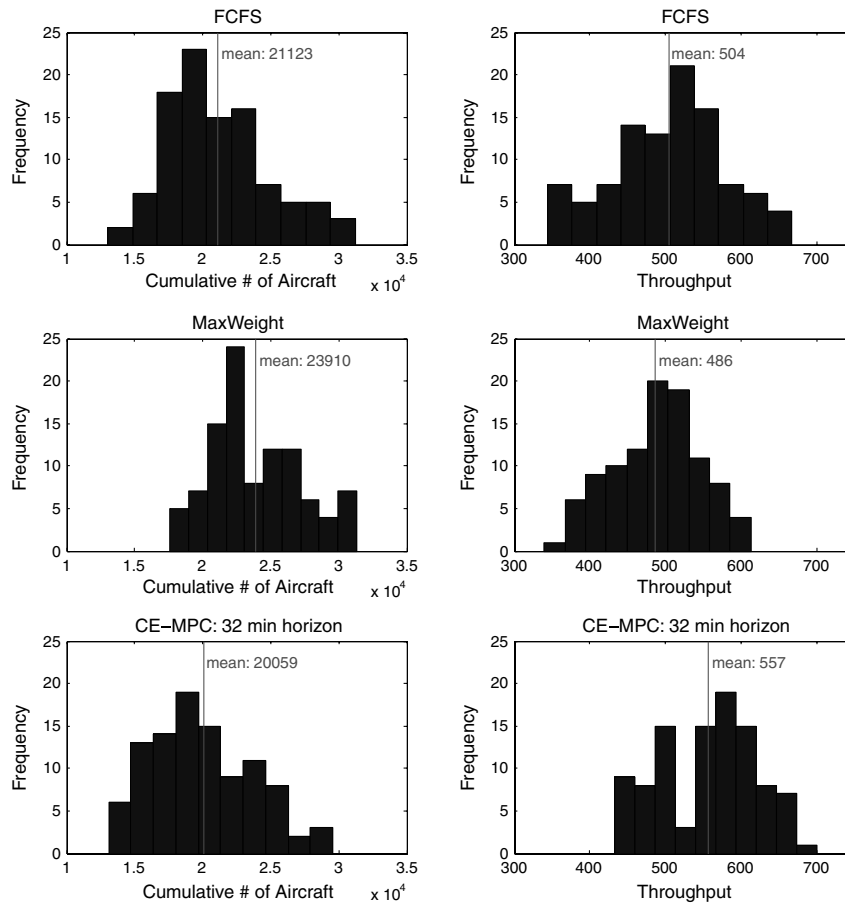 FCFS
25
20
15
10
5
0
Frequency
mean: 21123
1 1.5 2 2.5 3 3.5
Cumulative # of Aircraft
x 10^4
FCFS
25
20
15
10
5
0
Frequency
mean: 504
300 400 500 600 700
Throughput
MaxWeight
25
20
15
10
5
0
Frequency
mean: 23910
1 1.5 2 2.5 3 3.5
Cumulative # of Aircraft
x 10^4
MaxWeight
25
20
15
10
5
0
Frequency
mean: 486
300 400 500 600 700
Throughput
CE−MPC: 32 min horizon
25
20
15
10
5
0
Frequency
mean: 20059
1 1.5 2 2.5 3 3.5
Cumulative # of Aircraft
x 10^4
CE−MPC: 32 min horizon
25
20
15
10
5
0
Frequency
mean: 557
300 400 500 600 700
Throughput